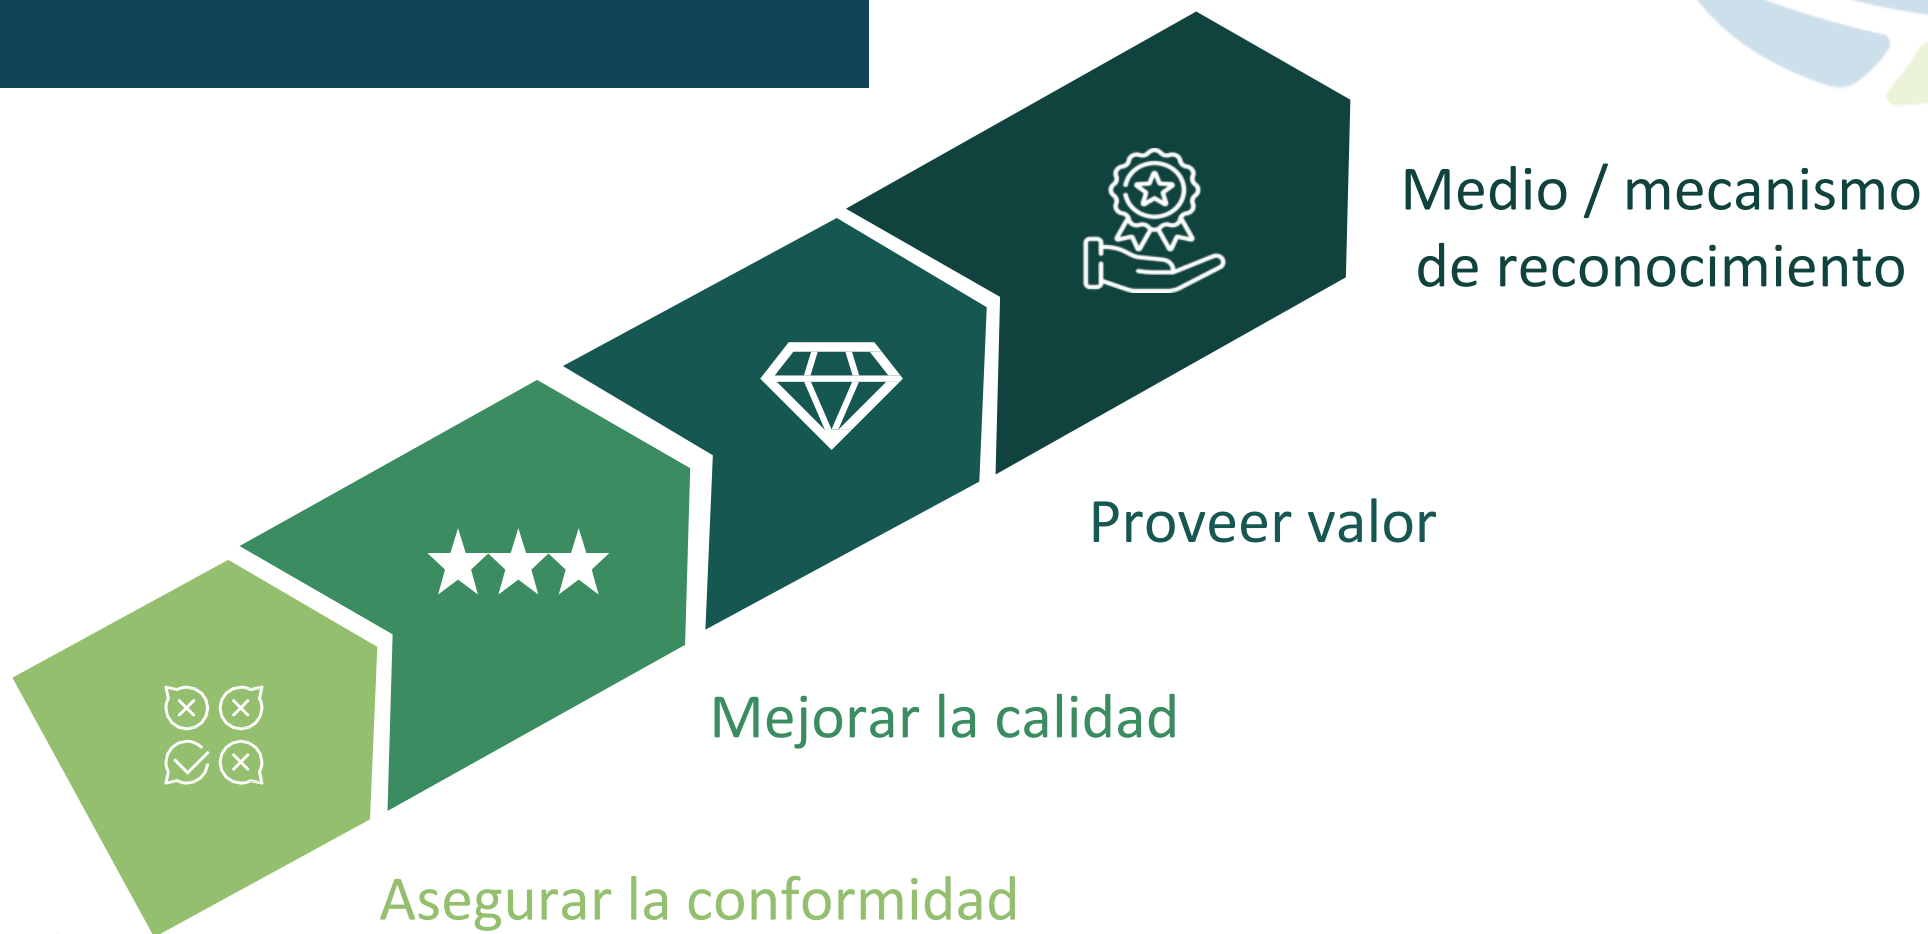 Medio / mecanismo
de reconocimiento
Proveer valor
Mejorar la calidad
Asegurar la conformidad